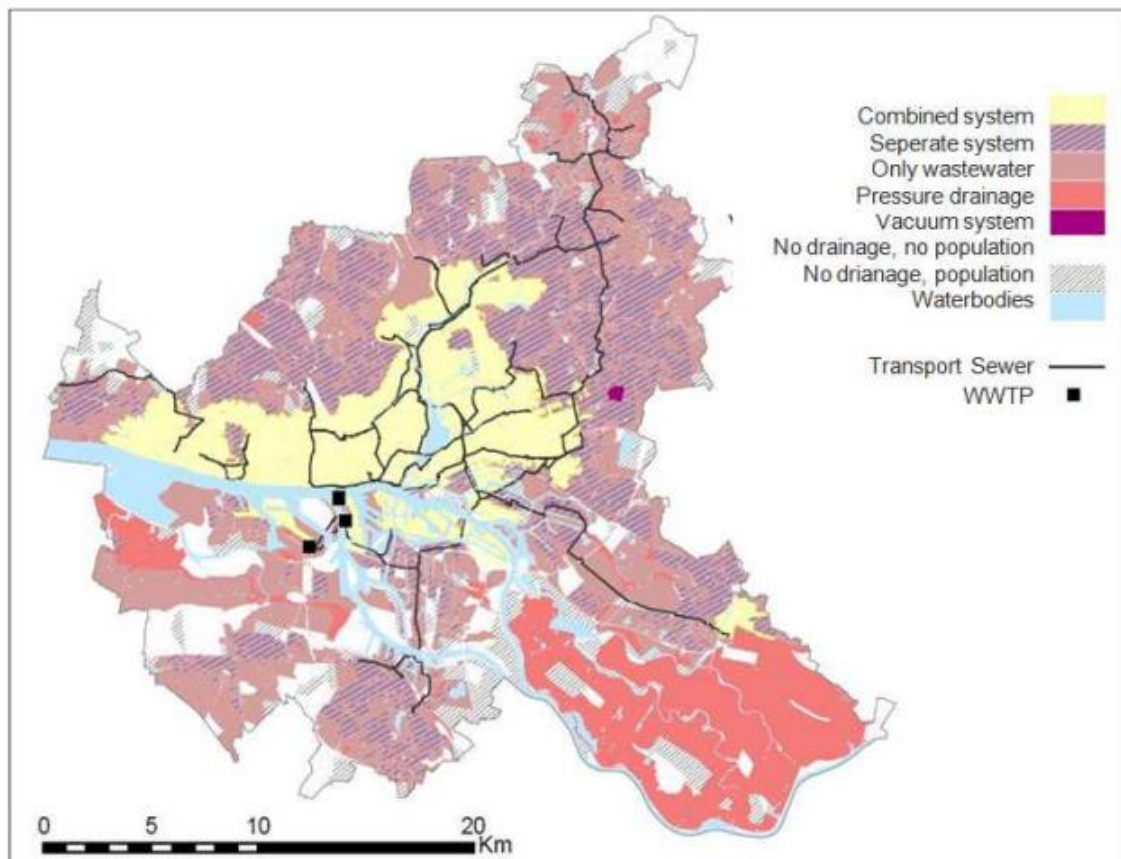 Combined system
Seperate system
Only wastewater
Pressure drainage
Vacuum system
No drainage, no population
No drianage, population
Waterbodies
Transport Sewer
WWTP
0 5 10 20
Km